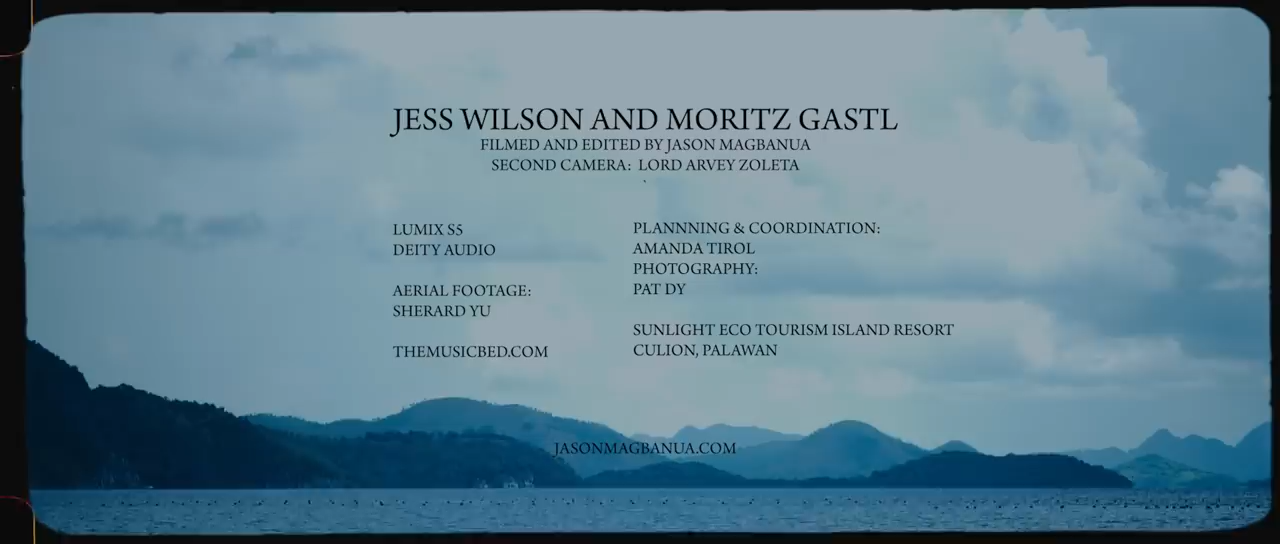 JESS WILSON AND MORITZ GASTL
FILMED AND EDITED BY JASON MAGBANUA
SECOND CAMERA: LORD ARVEY ZOLETA
LUMIX S5
DEITY AUDIO
AERIAL FOOTAGE:
SHERARD YU
THEMUSICBED.COM
PLANNNING & COORDINATION:
AMANDA TIROL
PHOTOGRAPHY:
PAT DY
SUNLIGHT ECO TOURISM ISLAND RESORT
CULION, PALAWAN
JASONMAGBANUA.COM